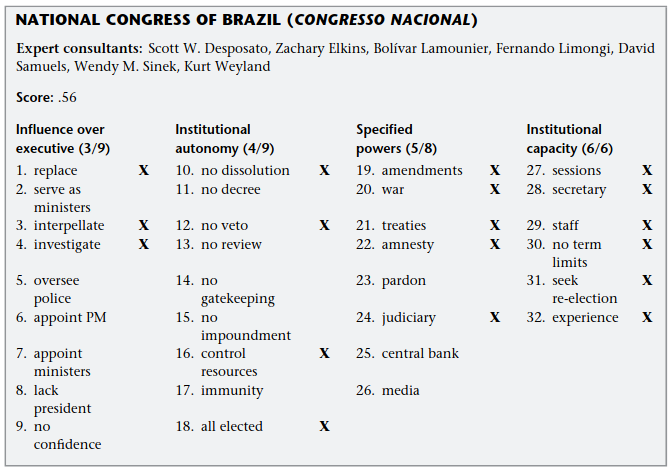 NATIONAL CONGRESS OF BRAZIL (CONGRESSO NACIONAL)
Expert consultants: Scott W. Desposato, Zachary Elkins, Bolívar Lamounier, Fernando Limongi, David
Samuels, Wendy M. Sinek, Kurt Weyland
Score: .56
Influence over
executive (3/9)
1. replace X
2. serve as
ministers
3. interpellate X
4. investigate X
5. oversee
police
6. appoint PM
7. appoint
ministers
8. lack
president
9. no
confidence
Institutional
autonomy (4/9)
10. no dissolution X
11. no decree
12. no veto X
13. no review
14. no
gatekeeping
15. no
impoundment
16. control X
resources
17. immunity
18. all elected X
Specified
powers (5/8)
19. amendments X
20. war X
21. treaties X
22. amnesty X
23. pardon
24. judiciary X
25. central bank
26. media
Institutional
capacity (6/6)
27. sessions X
28. secretary X
29. staff X
30. no term X
limits
31. seek X
re-election
32. experience X